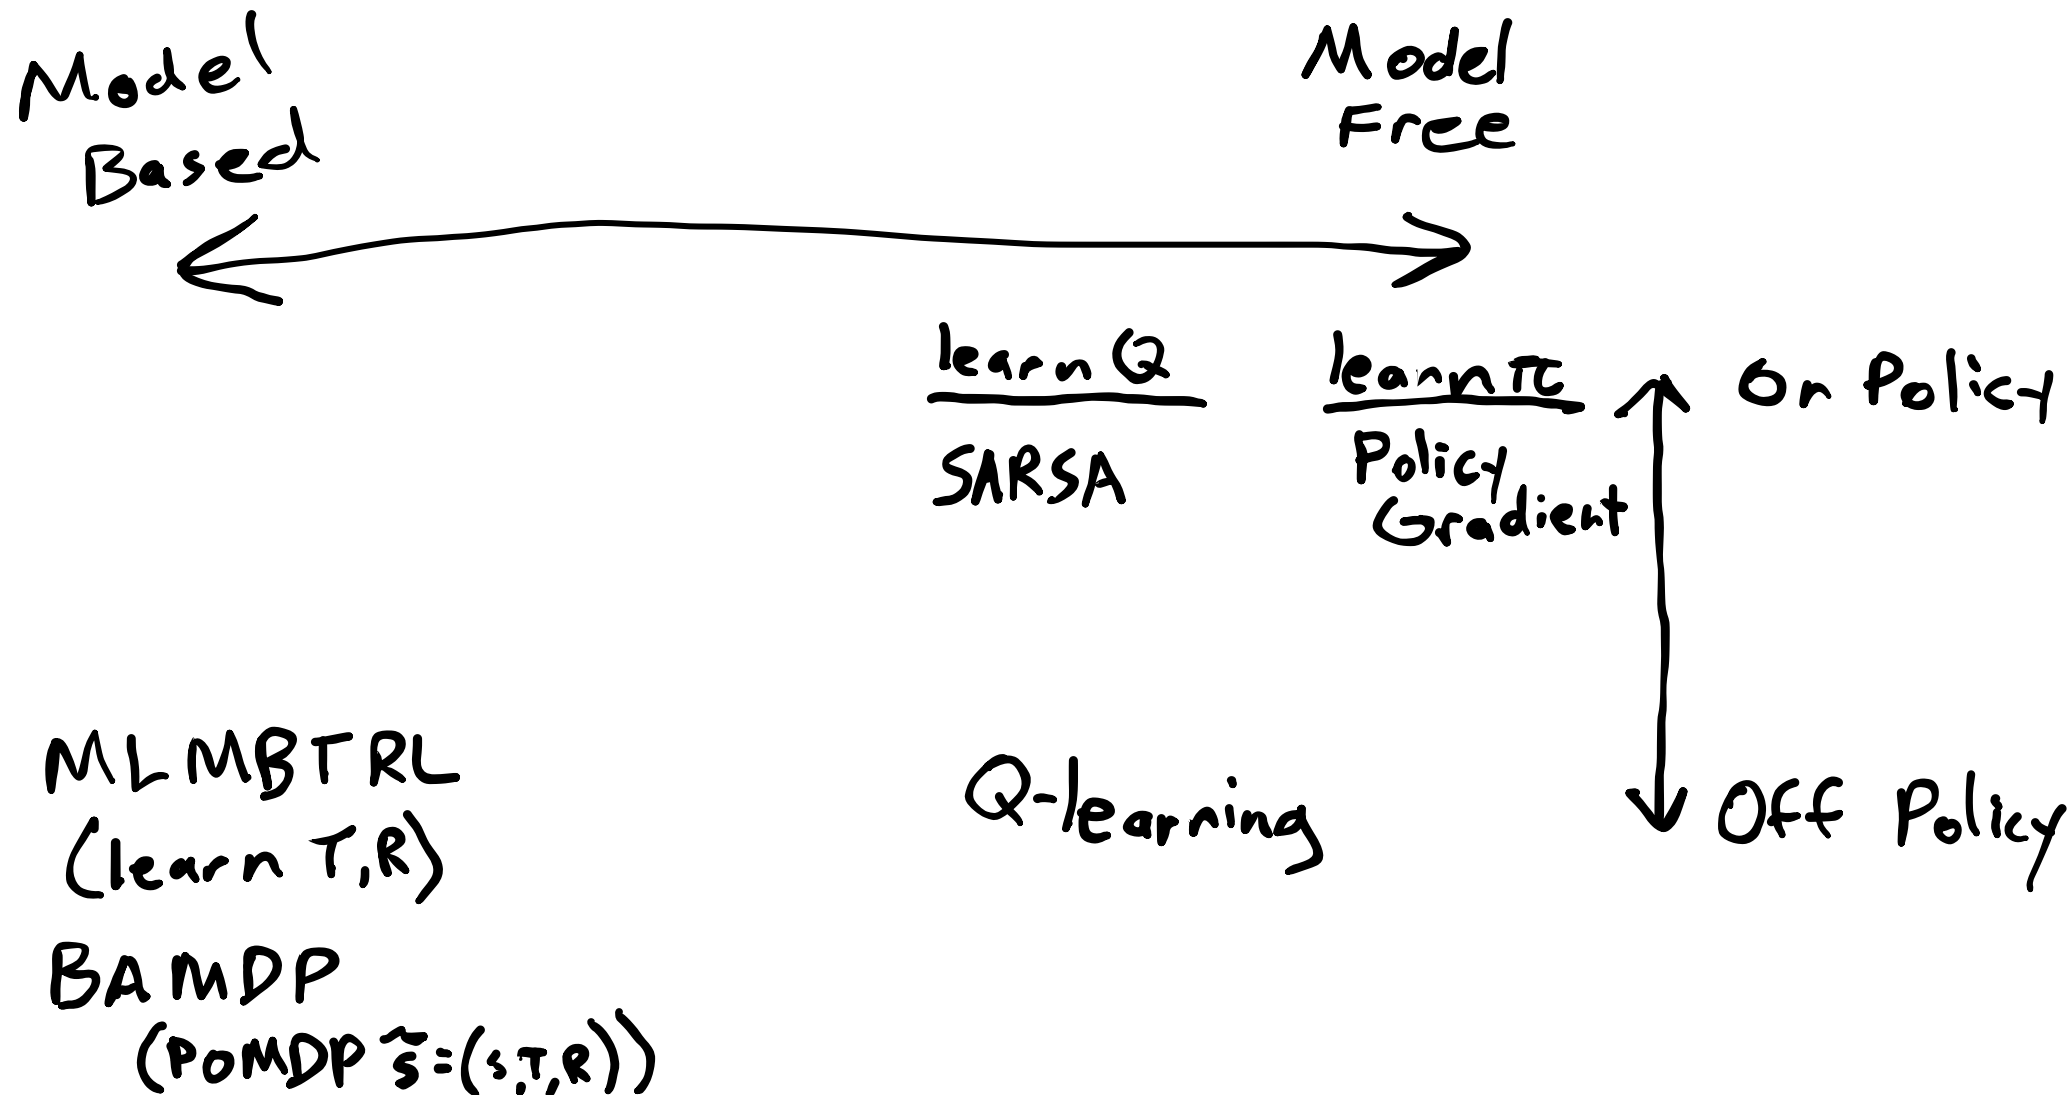 Model
Based
Model
Free
learn Q
learn π
On Policy
SARSA
Policy
Gradient
MLMBTRL
(learn T,R)
Q-learning
Off Policy
BAMDP
(POMDP s̃=(s,T,R))